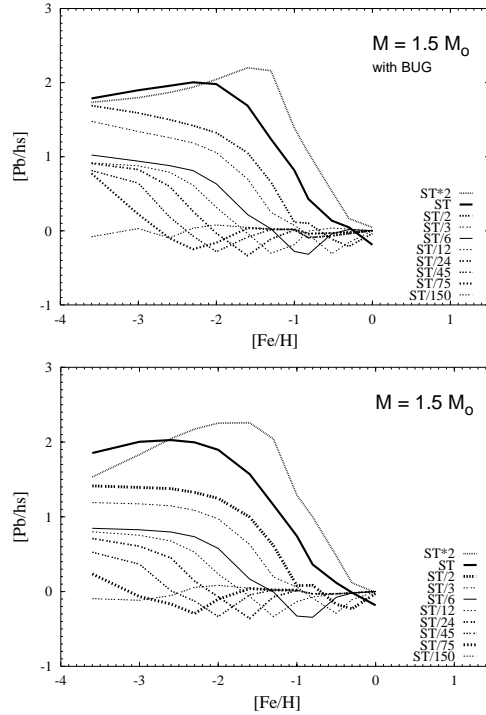 M = 1.5 Mo
with BUG
3
2
1
0
-1
[Pb/hs]
ST*2
ST
ST/2
ST/3
ST/6
ST/12
ST/24
ST/45
ST/75
ST/150
-4 -3 -2 -1 0 1
[Fe/H]
M = 1.5 Mo
3
2
1
0
-1
[Pb/hs]
ST*2
ST
ST/2
ST/3
ST/6
ST/12
ST/24
ST/45
ST/75
ST/150
-4 -3 -2 -1 0 1
[Fe/H]